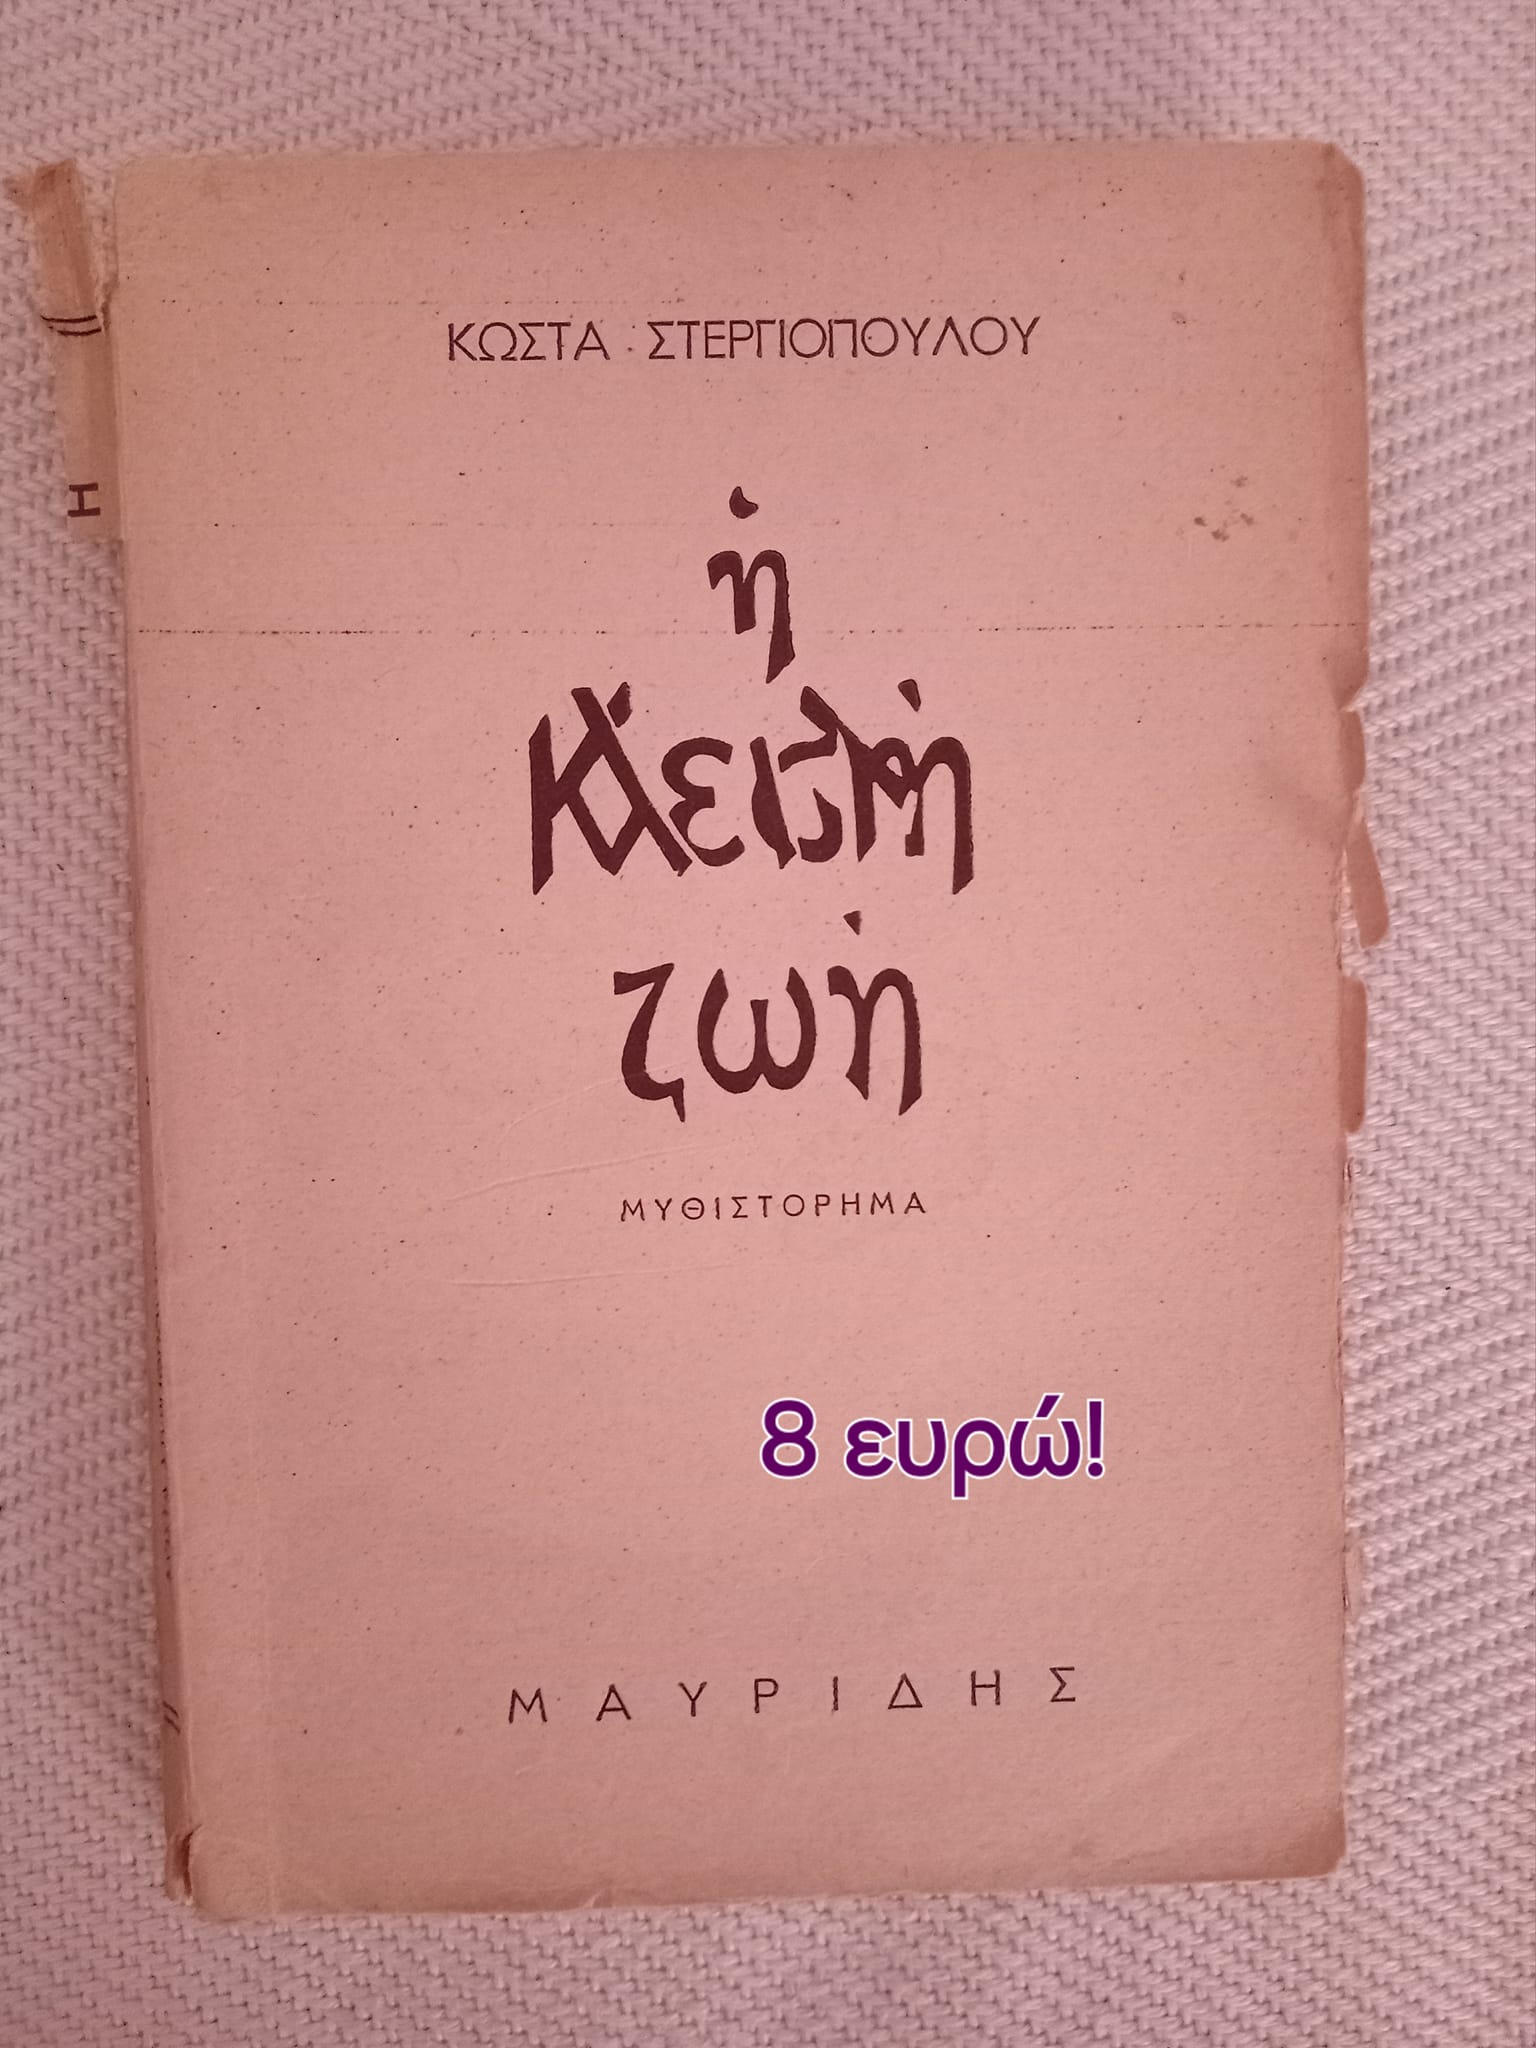 ΚΩΣΤΑ ΣΤΕΡΓΙΟΠΟΥΛΟΥ
ἡ
Κλειστὴ
ζωὴ
ΜΥΘΙΣΤΟΡΗΜΑ
8 ευρώ!
ΜΑΥΡΙΔΗΣ
Η